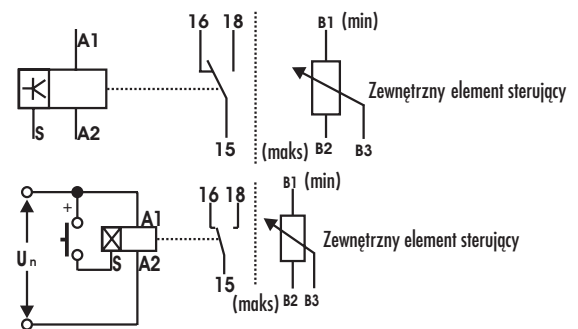 16 18
B1 (min)
A1
Zewnętrzny element sterujący
S A2
15
(maks) B2 B3
16 18
B1 (min)
+
A1
Zewnętrzny element sterujący
Un
S A2
15
(maks) B2 B3